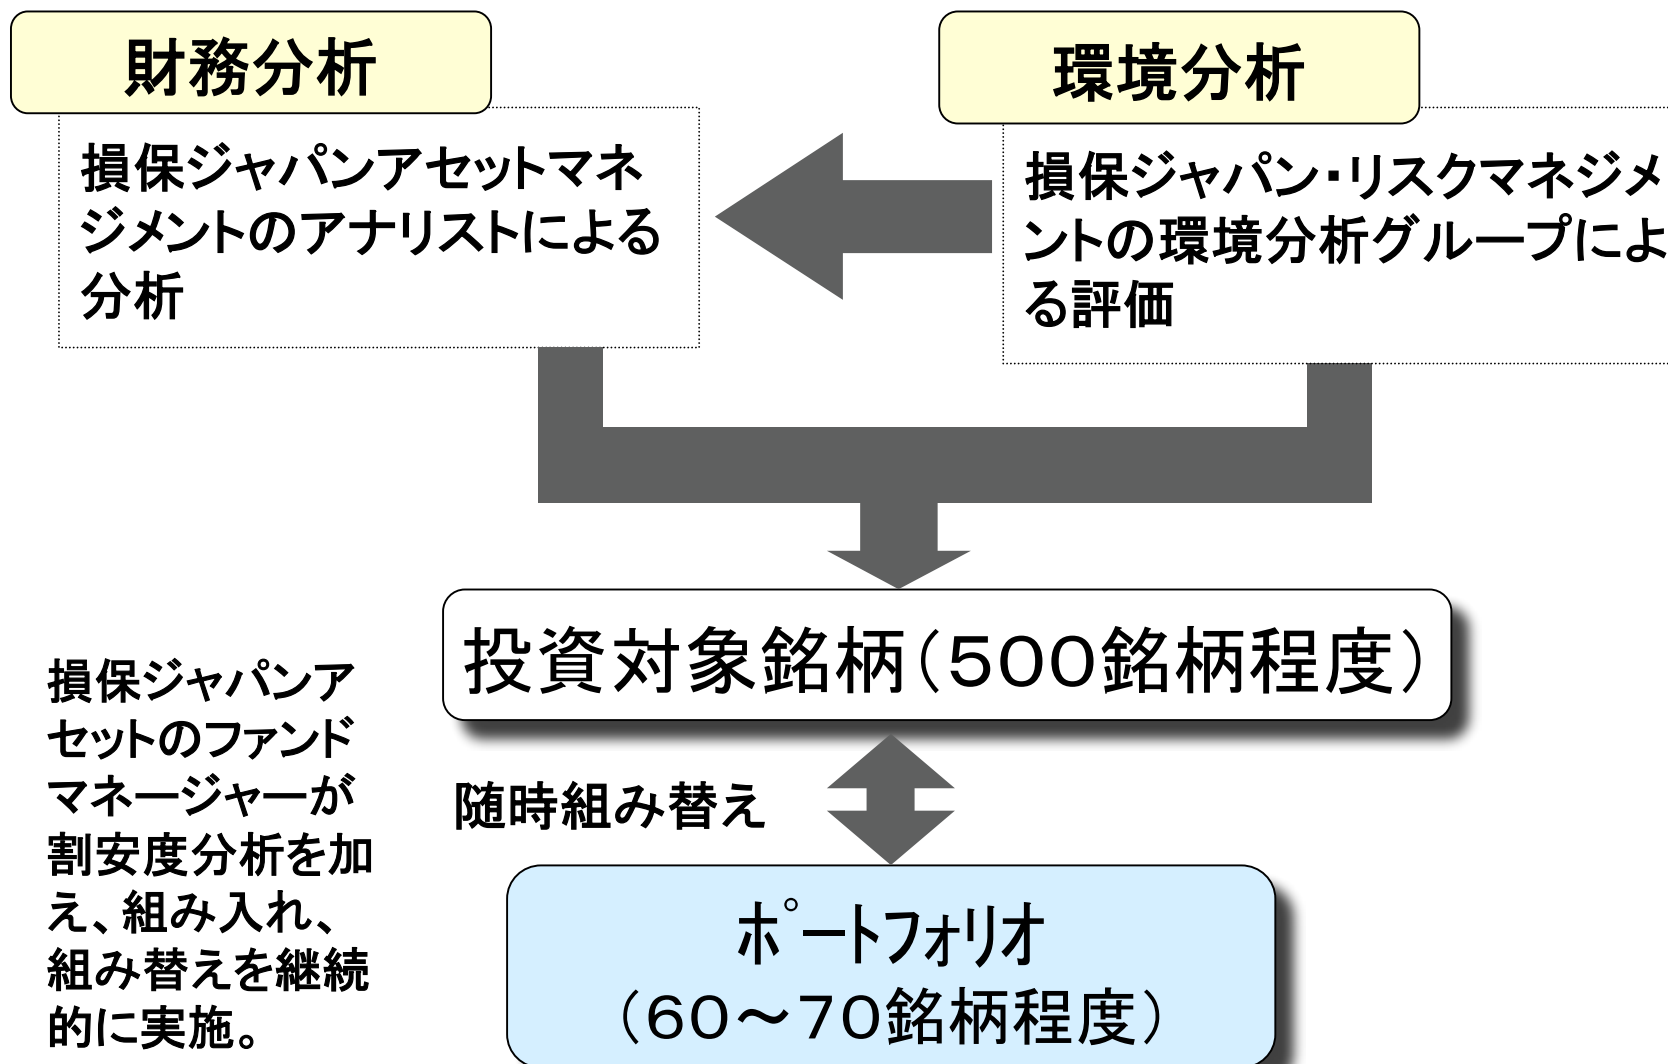 財務分析
損保ジャパンアセットマネ
ジメントのアナリストによる
分析
環境分析
損保ジャパン・リスクマネジメ
ントの環境分析グループによ
る評価
投資対象銘柄（５００銘柄程度）
損保ジャパンア
セットのファンド
マネージャーが
割安度分析を加
え、組み入れ、
組み替えを継続
的に実施。
随時組み替え
ﾎﾟｰﾄﾌｫﾘｵ
（６０～７０銘柄程度）